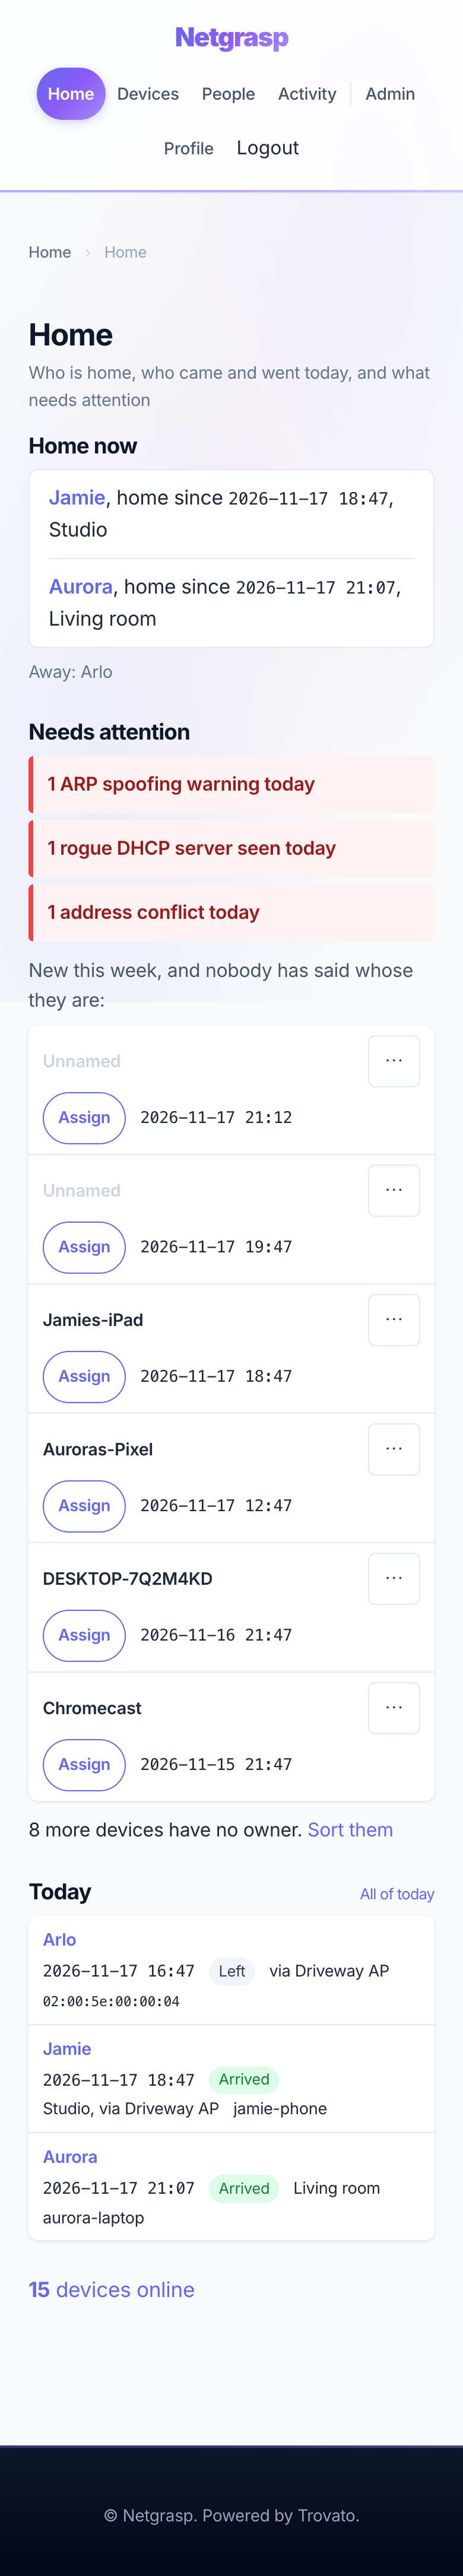 Netgrasp
Home Devices People Activity Admin
Profile Logout
Home › Home
Home
Who is home, who came and went today, and what
needs attention
Home now
Jamie, home since 2026-11-17 18:47,
Studio
Aurora, home since 2026-11-17 21:07,
Living room
Away: Arlo
Needs attention
1 ARP spoofing warning today
1 rogue DHCP server seen today
1 address conflict today
New this week, and nobody has said whose
they are:
Unnamed ...
Assign 2026-11-17 21:12
Unnamed ...
Assign 2026-11-17 19:47
Jamies-iPad ...
Assign 2026-11-17 18:47
Auroras-Pixel ...
Assign 2026-11-17 12:47
DESKTOP-7Q2M4KD ...
Assign 2026-11-16 21:47
Chromecast ...
Assign 2026-11-15 21:47
8 more devices have no owner. Sort them
Today All of today
Arlo
2026-11-17 16:47 Left via Driveway AP
02:00:5e:00:00:04
Jamie
2026-11-17 18:47 Arrived
Studio, via Driveway AP jamie-phone
Aurora
2026-11-17 21:07 Arrived Living room
aurora-laptop
15 devices online
© Netgrasp. Powered by Trovato.